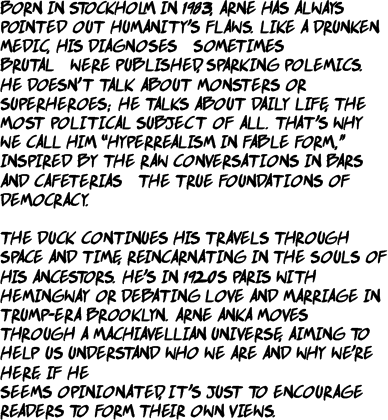 BORN IN STOCKHOLM IN 1983, ARNE HAS ALWAYS
POINTED OUT HUMANITY'S FLAWS. LIKE A DRUNKEN
MEDIC, HIS DIAGNOSES   SOMETIMES
BRUTAL   WERE PUBLISHED, SPARKING POLEMICS.
HE DOESN'T TALK ABOUT MONSTERS OR
SUPERHEROES; HE TALKS ABOUT DAILY LIFE, THE
MOST POLITICAL SUBJECT OF ALL. THAT'S WHY
WE CALL HIM "HYPERREALISM IN FABLE FORM,"
INSPIRED BY THE RAW CONVERSATIONS IN BARS
AND CAFETERIAS   THE TRUE FOUNDATIONS OF
DEMOCRACY.

THE DUCK CONTINUES HIS TRAVELS THROUGH
SPACE AND TIME, REINCARNATING IN THE SOULS OF
HIS ANCESTORS. HE'S IN 1920S PARIS WITH
HEMINGWAY OR DEBATING LOVE AND MARRIAGE IN
TRUMP-ERA BROOKLYN. ARNE ANKA MOVES
THROUGH A MACHIAVELLIAN UNIVERSE, AIMING TO
HELP US UNDERSTAND WHO WE ARE AND WHY WE'RE
HERE IF HE
SEEMS OPINIONATED, IT'S JUST TO ENCOURAGE
READERS TO FORM THEIR OWN VIEWS.